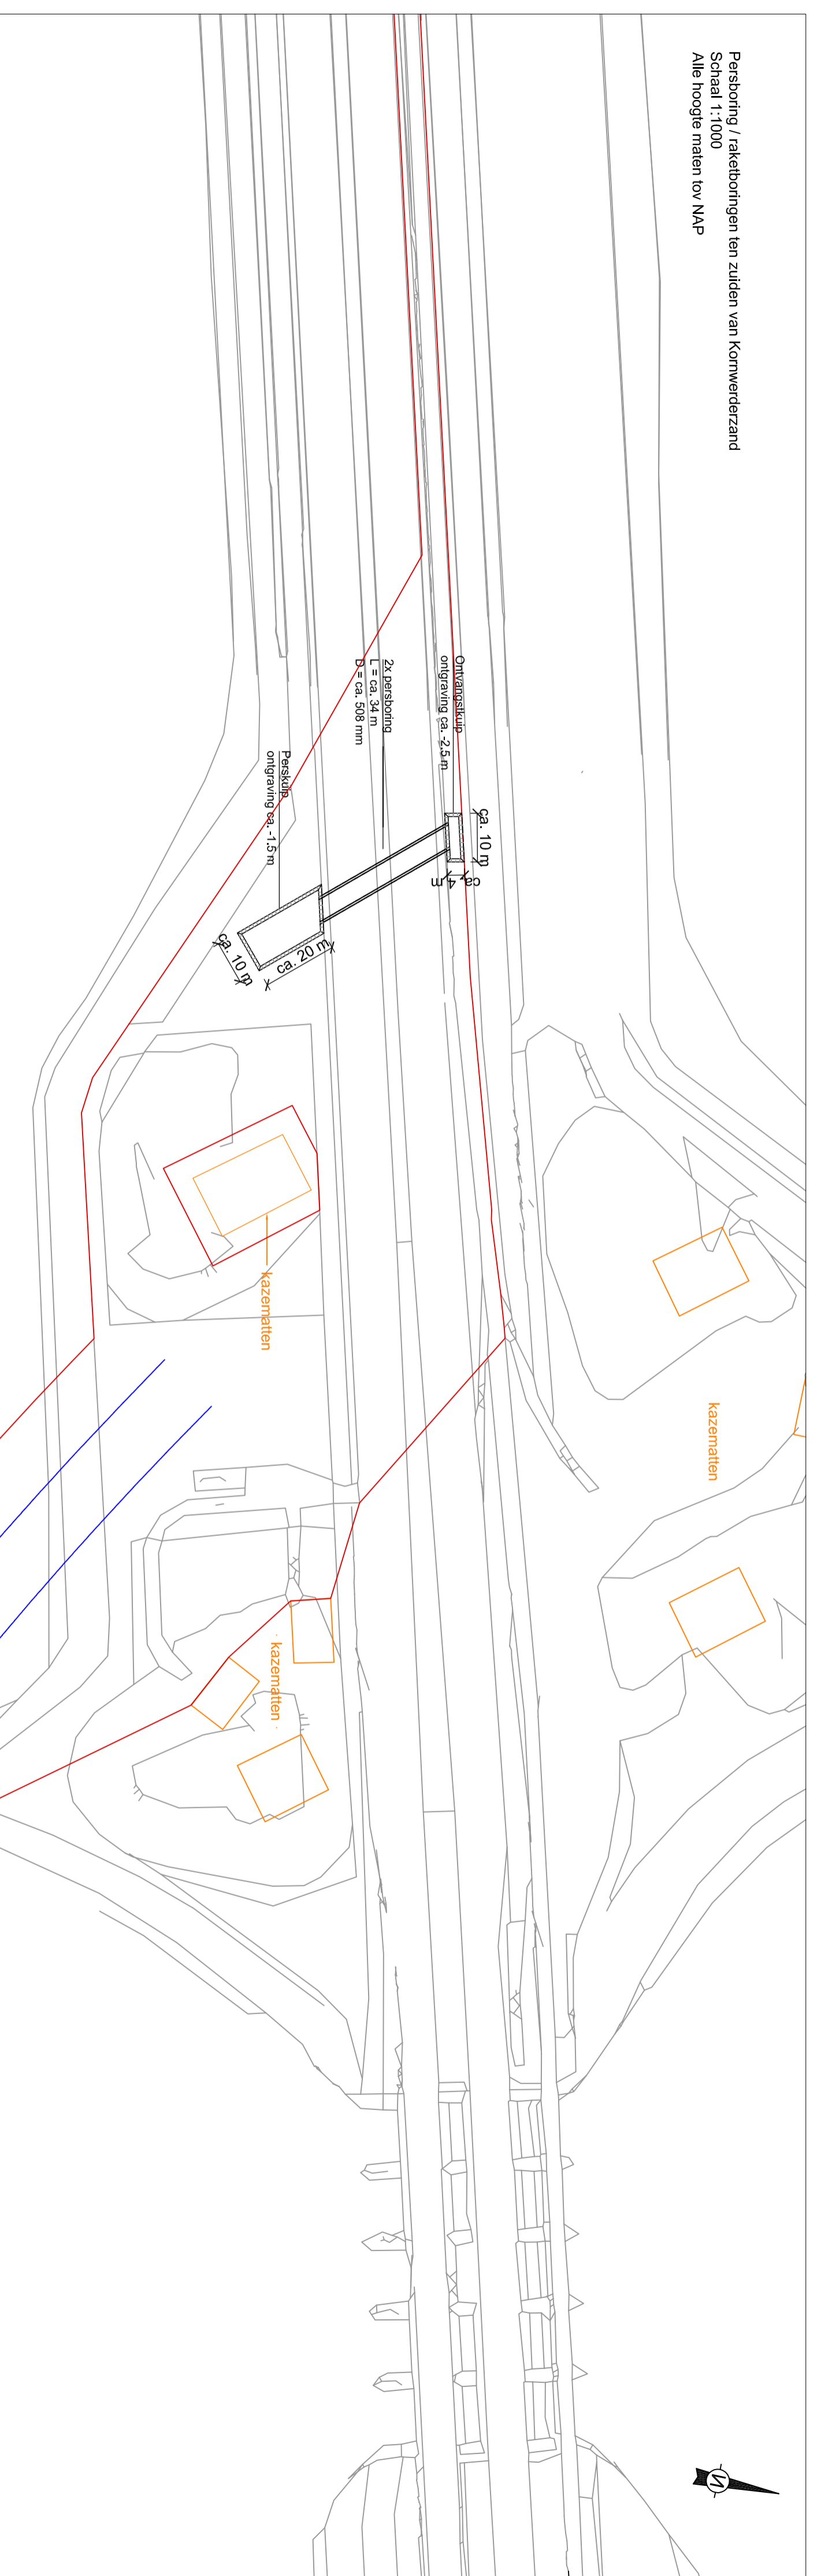 Persboring / raketboringen ten zuiden van Kornwerderzand
Schaal 1:1000
Alle hoogte maten tov NAP
Ontvangstkuip
ontgraving ca. -2,5 m
2x persboring
L = ca. 34 m
D = ca. 508 mm
Perskuip
ontgraving ca. -1,5 m
ca. 10 m
ca. 4 m
ca. 20 m
ca. 10 m
kazematten
kazematten
kazematten
N